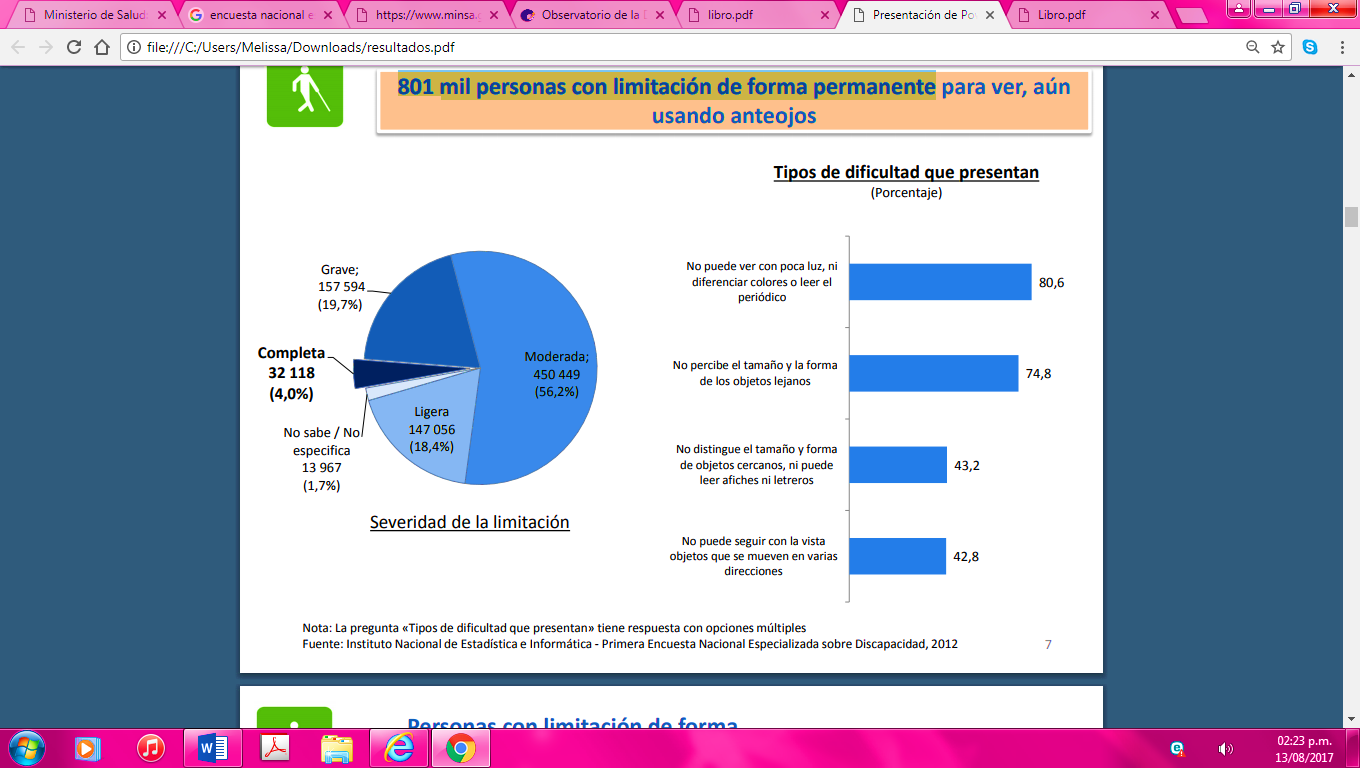 Ministerio de Salud
encuesta nacional e
https://www.minsa.g
Observatorio de la D
libro.pdf
Presentación de Po
Libro.pdf
file:///C:/Users/Melissa/Downloads/resultados.pdf
801 mil personas con limitación de forma permanente para ver, aún
usando anteojos
Tipos de dificultad que presentan
(Porcentaje)
Grave;
157 594
(19,7%)
Completa
32 118
(4,0%)
No sabe / No
especifica
13 967
(1,7%)
Ligera
147 056
(18,4%)
Moderada;
450 449
(56,2%)
Severidad de la limitación
No puede ver con poca luz, ni
diferenciar colores o leer el
periódico
80,6
No percibe el tamaño y la forma
de los objetos lejanos
74,8
No distingue el tamaño y forma
de objetos cercanos, ni puede
leer afiches ni letreros
43,2
No puede seguir con la vista
objetos que se mueven en varias
direcciones
42,8
Nota: La pregunta «Tipos de dificultad que presentan» tiene respuesta con opciones múltiples
Fuente: Instituto Nacional de Estadística e Informática - Primera Encuesta Nacional Especializada sobre Discapacidad, 2012
7
Personas con limitación de forma
02:23 p.m.
13/08/2017